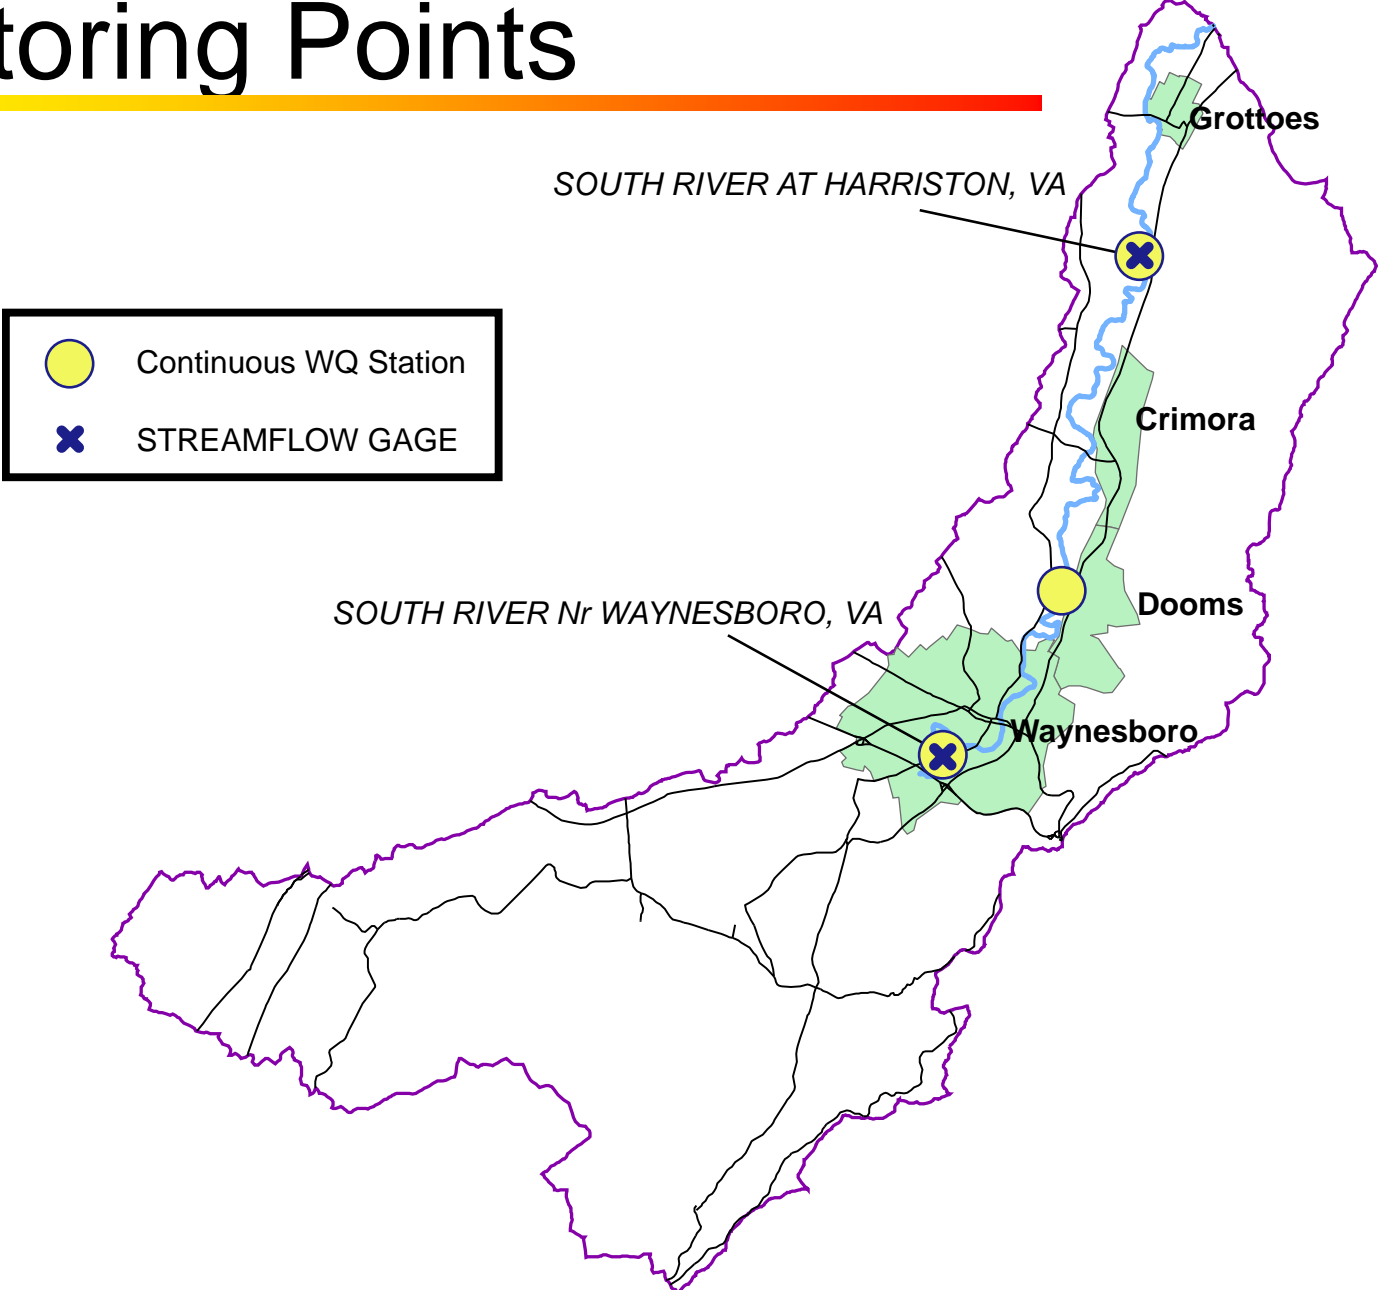 toring Points
Grottoes
SOUTH RIVER AT HARRISTON, VA
Continuous WQ Station
STREAMFLOW GAGE
Crimora
Dooms
SOUTH RIVER Nr WAYNESBORO, VA
Waynesboro